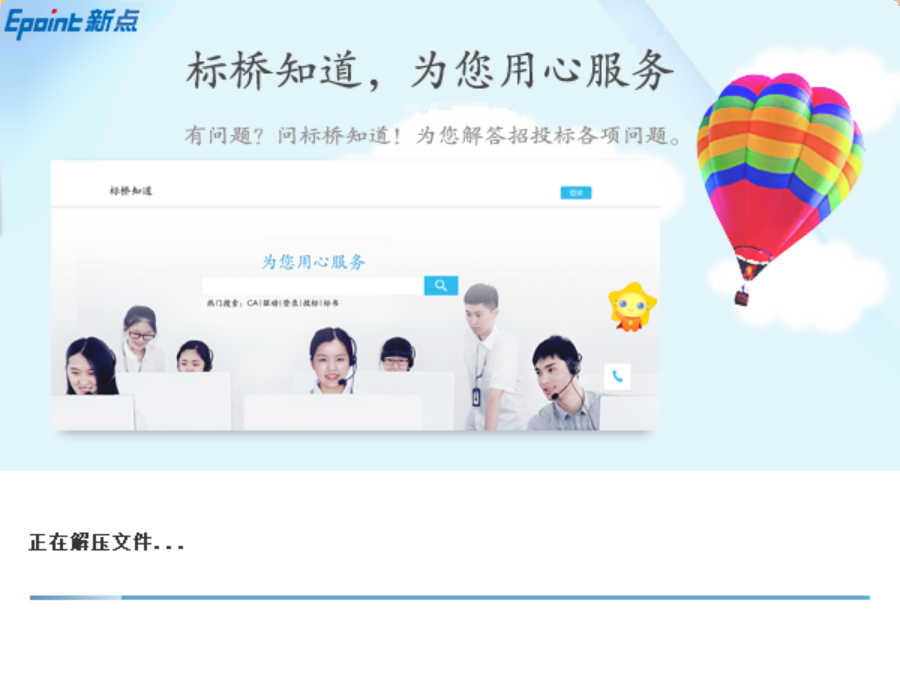 Epoint新点
标桥知道，为您用心服务
有问题？问标桥知道！为您解答招投标各项问题。
标桥知道
登录
为您用心服务
热门搜索：CA|驱动|登录|投标|标书
正在解压文件...